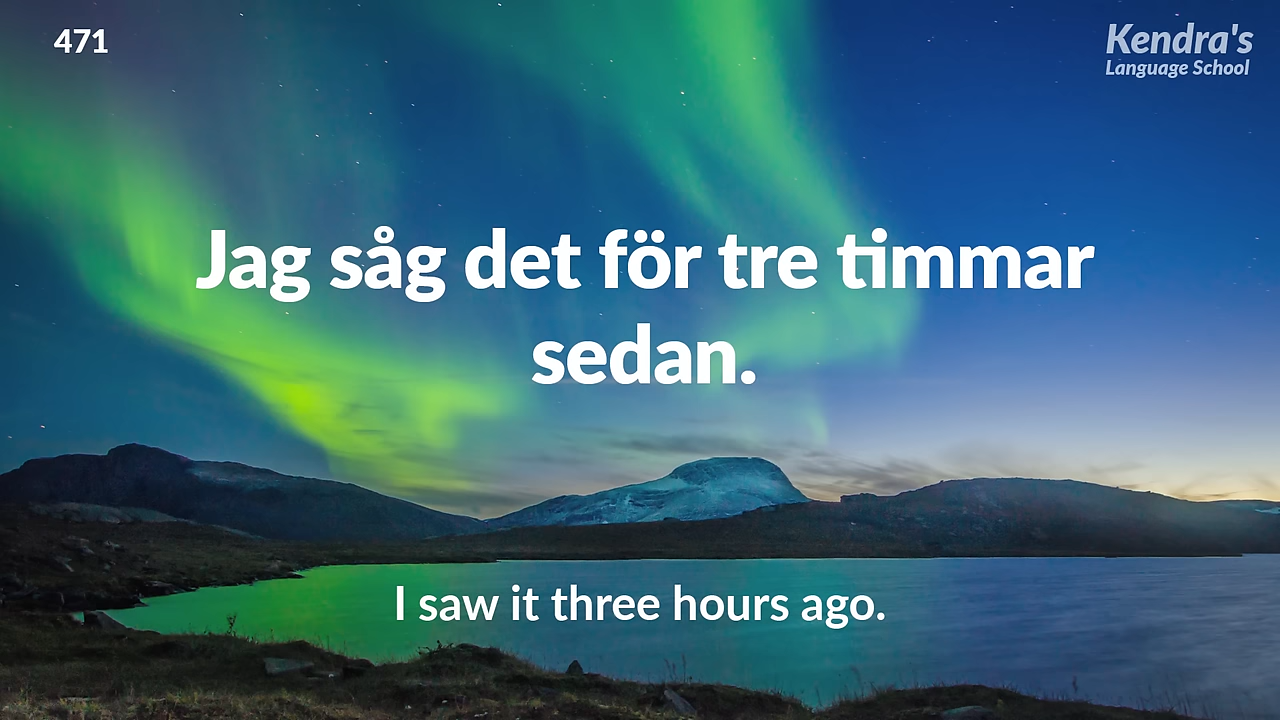 471
Kendra's
Language School
Jag såg det för tre timmar
sedan.
I saw it three hours ago.